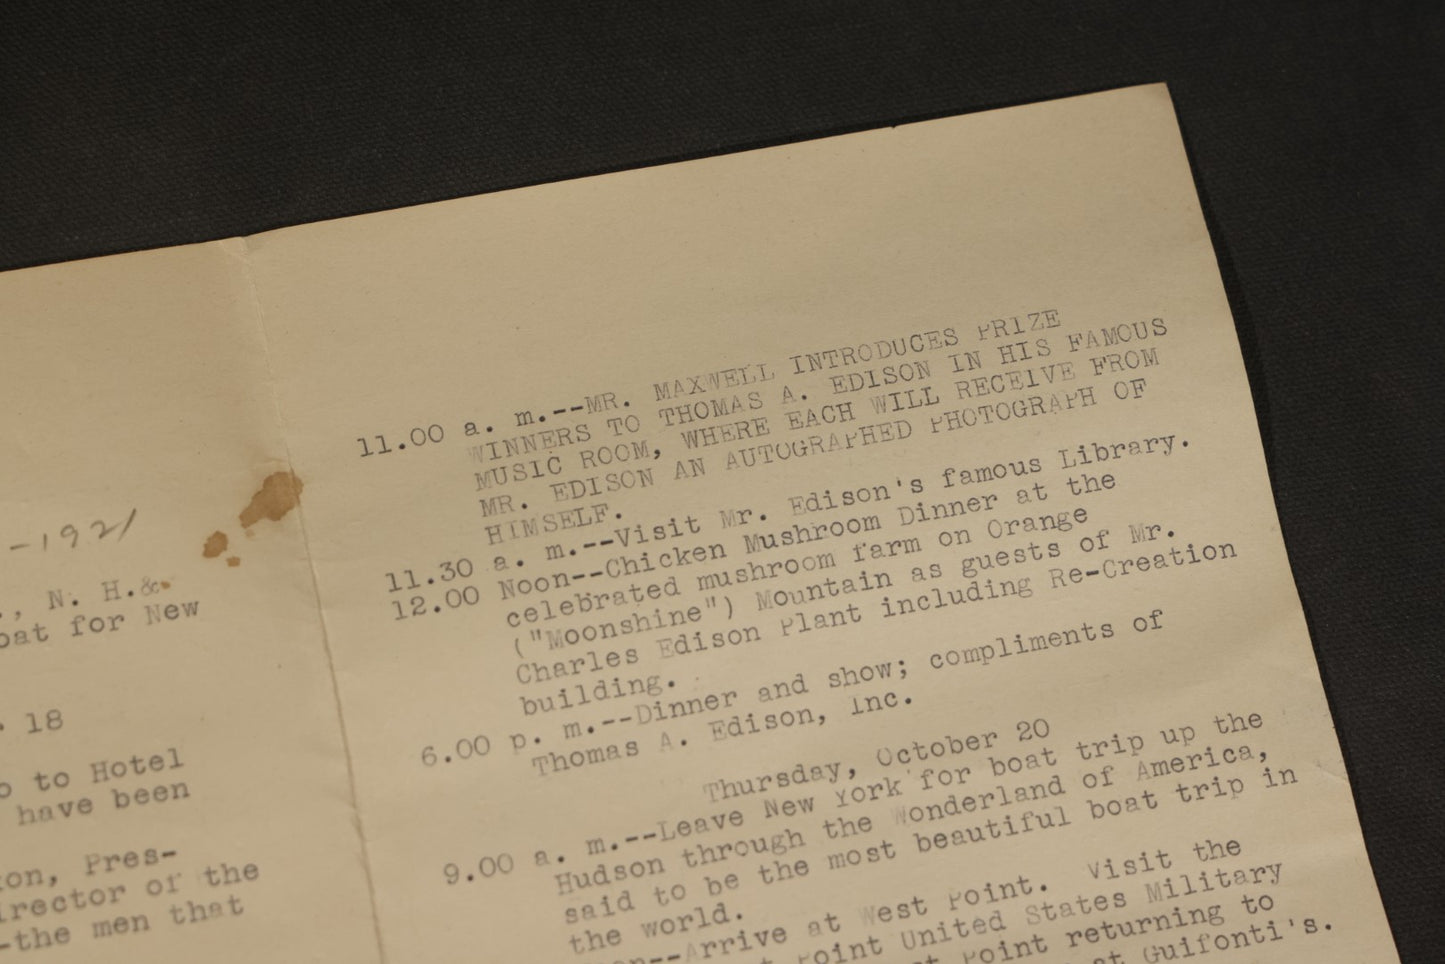 -1921
, N. H.&
oat for New
18
o to Hotel
have been
on, Pres-
irector of the
-the men that
11.00 a. m.--MR. MAXWELL INTRODUCES PRIZE
WINNERS TO THOMAS A. EDISON IN HIS FAMOUS
MUSIC ROOM, WHERE EACH WILL RECEIVE FROM
MR. EDISON AN AUTOGRAPHED PHOTOGRAPH OF
HIMSELF.
11.30 a. m.--Visit Mr. Edison's famous Library.
12.00 Noon--Chicken Mushroom Dinner at the
celebrated mushroom farm on Orange
("Moonshine") Mountain as guests of Mr.
Charles Edison Plant including Re-Creation
building.
6.00 p. m.--Dinner and show; compliments of
Thomas A. Edison, Inc.
Thursday, October 20
9.00 a. m.--Leave New York for boat trip up the
Hudson through the Wonderland of America,
said to be the most beautiful boat trip in
the world.
--Arrive at West Point. Visit the
Point United States Military
Point returning to
at Guifonti's.